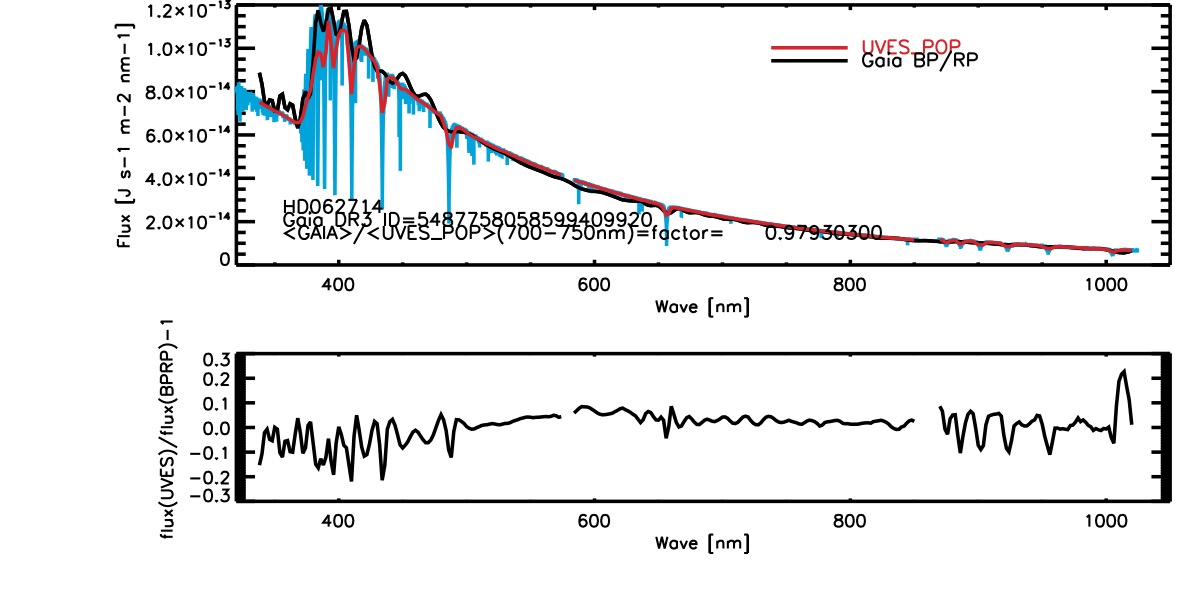 1.2×10⁻¹³
1.0×10⁻¹³
8.0×10⁻¹⁴
6.0×10⁻¹⁴
4.0×10⁻¹⁴
2.0×10⁻¹⁴
0
Flux [J s−1 m−2 nm−1]
UVES_POP
Gaia BP/RP
HD062714
Gaia DR3 ID=5487758058599409920
<GAIA>/<UVES_POP>(700−750nm)=factor= 0.97930300
400 600 800 1000
Wave [nm]
0.3
0.2
0.1
0.0
−0.1
−0.2
−0.3
flux(UVES)/flux(BPRP)−1
400 600 800 1000
Wave [nm]